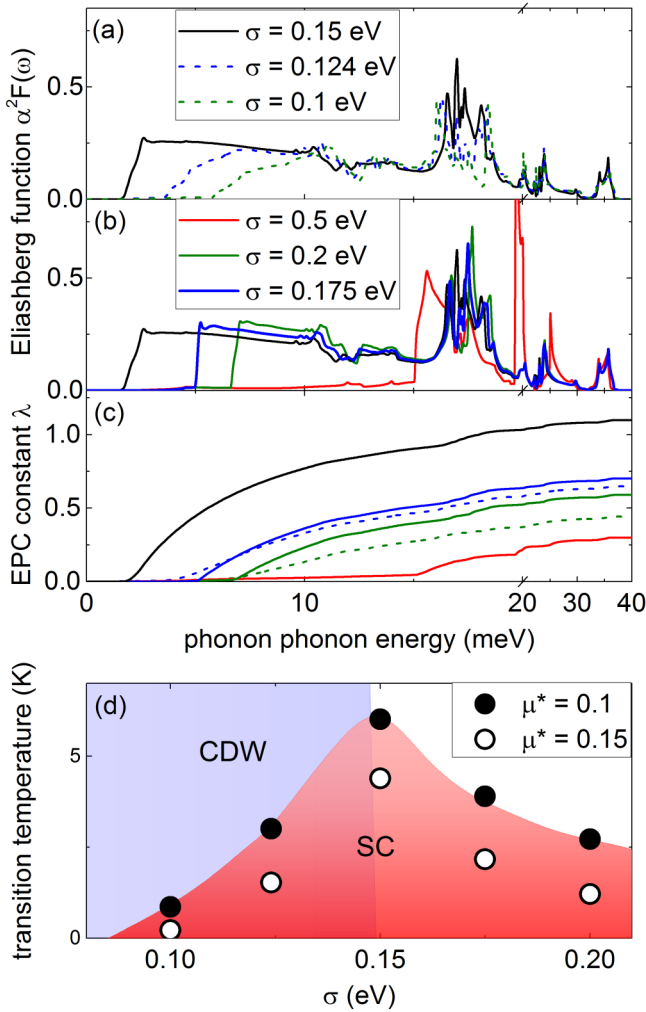 (a)
σ = 0.15 eV
σ = 0.124 eV
σ = 0.1 eV
0.5
0.0
Eliashberg function α²F(ω)
(b)
σ = 0.5 eV
σ = 0.2 eV
σ = 0.175 eV
0.5
0.0
(c)
1.0
0.5
0.0
EPC constant λ
0 10 20 30 40
phonon phonon energy (meV)
(d)
CDW
SC
μ* = 0.1
μ* = 0.15
5
0
transition temperature (K)
0.10 0.15 0.20
σ (eV)